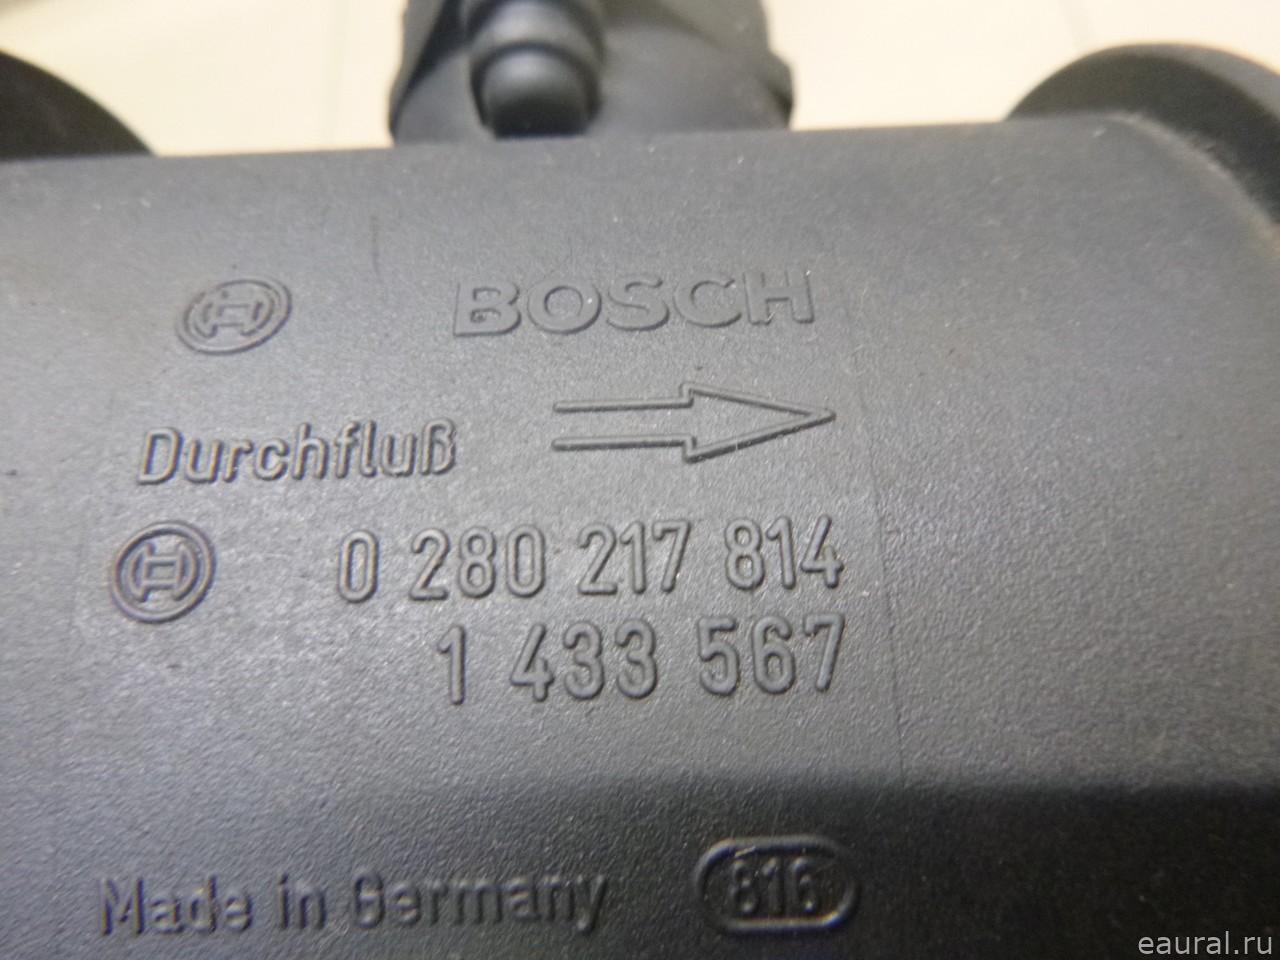 BOSCH
Durchfluß
0 280 217 814
1 433 567
Made in Germany 816
eaural.ru